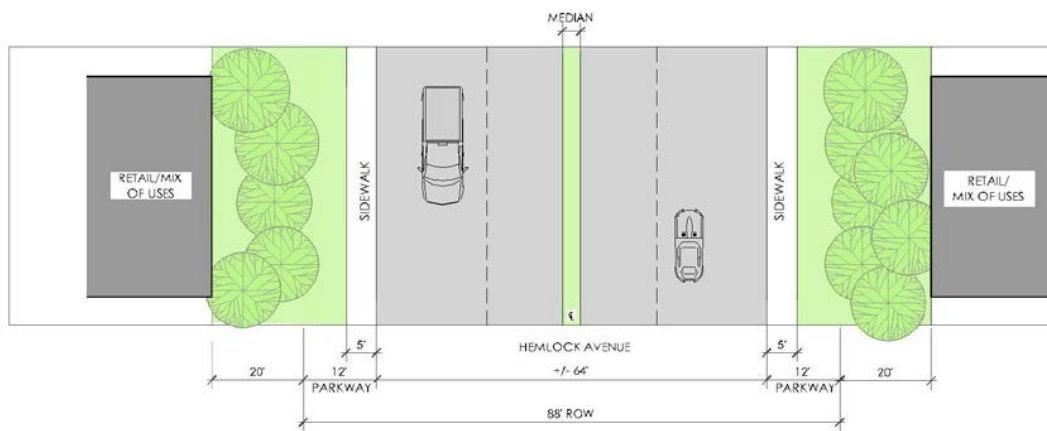 MEDIAN
RETAIL/MIX
OF USES
SIDEWALK
SIDEWALK
RETAIL/
MIX OF USES
℄
5'
HEMLOCK AVENUE
5'
20'
12'
+/- 64'
12'
20'
PARKWAY
PARKWAY
88' ROW